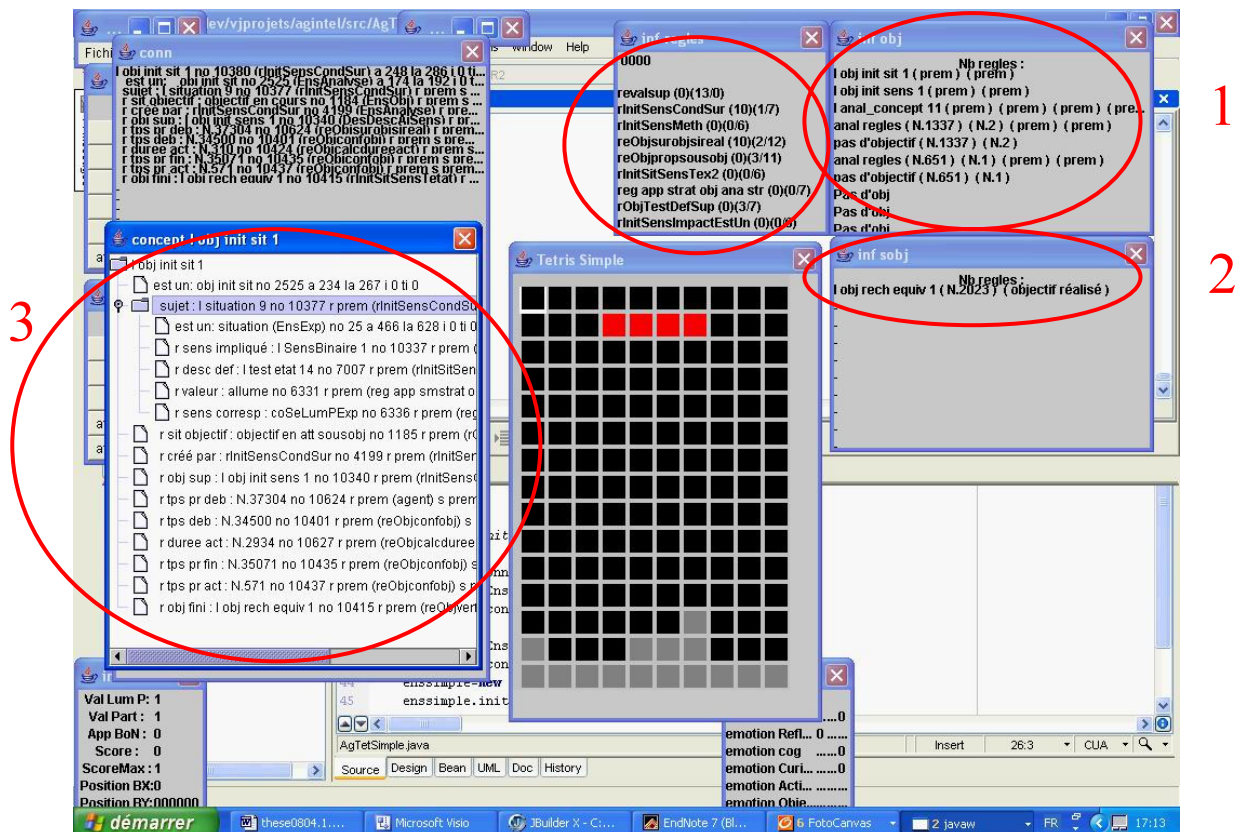 1
2
3
ev/vjprojets/agintel/src/AgT
Fichi
Window Help
conn
l obj init sit 1 no 10380 (rInitSensCondSur) a 248 la 286 i 0 ti...
est un: obj init sit no 2525 (EnsAnalyse) a 174 la 192 i 0 t...
sujet : l situation 9 no 10377 (rInitSensCondSur) r prem s ...
r sit objectif : objectif en cours no 1184 (EnsObj) r prem ...
r créé par : rInitSensCondSur no 4199 (EnsAnalyse) r pre...
r obj sup : l obj init sens 1 no 10340 (pDesDescAiSens) r pr...
r tps pr deb : N.37304 no 10624 (reObjsurobjsireal) r prem...
r tps deb : N.34500 no 10401 (reObjconfobj) r prem s ...
r duree act : N.310 no 10424 (reObjcalcdureeact) r prem s...
r tps pr fin : N.35071 no 10435 (reObjconfobj) r prem s pre...
r tps pr act : N.571 no 10437 (reObjconfobj) r prem s prem...
r obj fini : l obj rech equiv 1 no 10415 (rInitSitSensTetat) r ...
inf regles
0000
revalsup (0)(13/0)
rInitSensCondSur (10)(1/7)
rInitSensMeth (0)(0/6)
reObjsurobjsireal (10)(2/12)
reObjpropsousobj (0)(3/11)
rInitSitSensTex2 (0)(0/6)
reg app strat obj ana str (0)(0/7)
rObjTestDefSup (0)(3/7)
rInitSensImpactEstUn (0)(0/6)
inf obj
Nb regles :
l obj init sit 1 ( prem ) ( prem )
l obj init sens 1 ( prem ) ( prem )
l anal_concept 11 ( prem ) ( prem ) ( prem ) ( pre...
anal regles ( N.1337 ) ( N.2 ) ( prem ) ( prem )
pas d'objectif ( N.1337 ) ( N.2 )
anal regles ( N.651 ) ( N.1 ) ( prem ) ( prem )
pas d'objectif ( N.651 ) ( N.1 )
Pas d'obj
Pas d'obj
Pas d'obj
inf sobj
Nb regles :
l obj rech equiv 1 ( N.2023 ) ( objectif réalisé )
concept l obj init sit 1
l obj init sit 1
est un: obj init sit no 2525 a 234 la 267 i 0 ti 0
sujet : l situation 9 no 10377 r prem (rInitSensCondSu
est un: situation (EnsExp) no 25 a 466 la 628 i 0 ti 0
r sens impliqué : l SensBinaire 1 no 10337 r prem (
r desc def : l test etat 14 no 7007 r prem (rInitSitSen
r valeur : allume no 6331 r prem (reg app smstrat o
r sens corresp : coSeLumPExp no 6336 r prem (reg
r sit objectif : objectif en att sousobj no 1185 r prem (r
r créé par : rInitSensCondSur no 4199 r prem (rInitSens
r obj sup : l obj init sens 1 no 10340 r prem (rInitSens
r tps pr deb : N.37304 no 10624 r prem (agent) s prem
r tps deb : N.34500 no 10401 r prem (reObjconfobj) s
r duree act : N.2934 no 10627 r prem (reObjcalcduree
r tps pr fin : N.35071 no 10435 r prem (reObjconfobj) s
r tps pr act : N.571 no 10437 r prem (reObjconfobj) s p
r obj fini : l obj rech equiv 1 no 10415 r prem (reObjvert
Tetris Simple
44 enssimple=new
45 enssimple.init
Val Lum P: 1
Val Part : 1
App BoN : 0
Score : 0
ScoreMax : 1
Position BX:0
Position BY:000000
....0
emotion Refl... 0 .....
emotion cog ......0
emotion Curi... .....0
emotion Acti... .........
emotion Obje..........
AgTetSimple.java
Insert 26:3 CUA
Source Design Bean UML Doc History
démarrer these0804.1.... Microsoft Visio JBuilder X - C:... EndNote 7 (Bl... 6 FotoCanvas 2 javaw FR 17:13